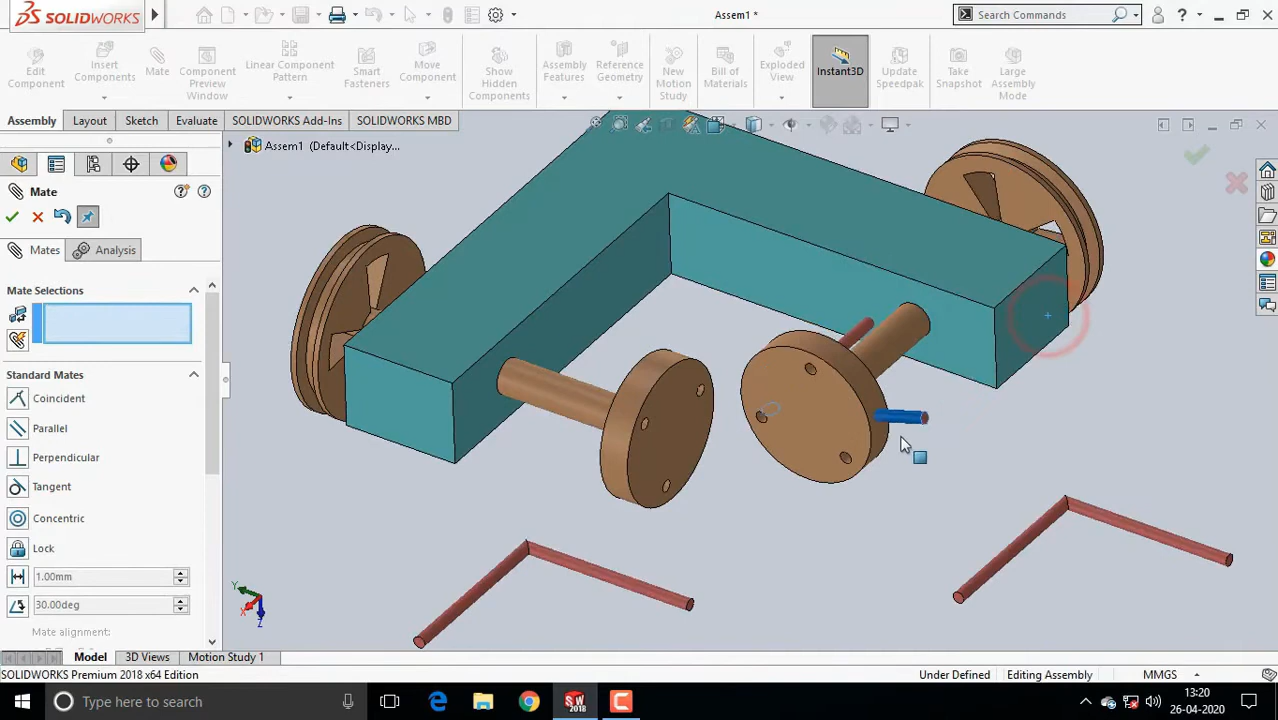 SOLIDWORKS
Assem1 *
Search Commands
?
Edit Component
Insert Components
Mate
Component Preview Window
Linear Component Pattern
Smart Fasteners
Move Component
Show Hidden Components
Assembly Features
Reference Geometry
New Motion Study
Bill of Materials
Exploded View
Instant3D
Update Speedpak
Take Snapshot
Large Assembly Mode
Assembly
Layout
Sketch
Evaluate
SOLIDWORKS Add-Ins
SOLIDWORKS MBD
Assem1 (Default<Display...
Mate
Mates
Analysis
Mate Selections
Standard Mates
Coincident
Parallel
Perpendicular
Tangent
Concentric
Lock
1.00mm
30.00deg
Mate alignment:
Y
X
Z
Model
3D Views
Motion Study 1
SOLIDWORKS Premium 2018 x64 Edition
Under Defined
Editing Assembly
MMGS
Type here to search
SW
2018
13:20
26-04-2020